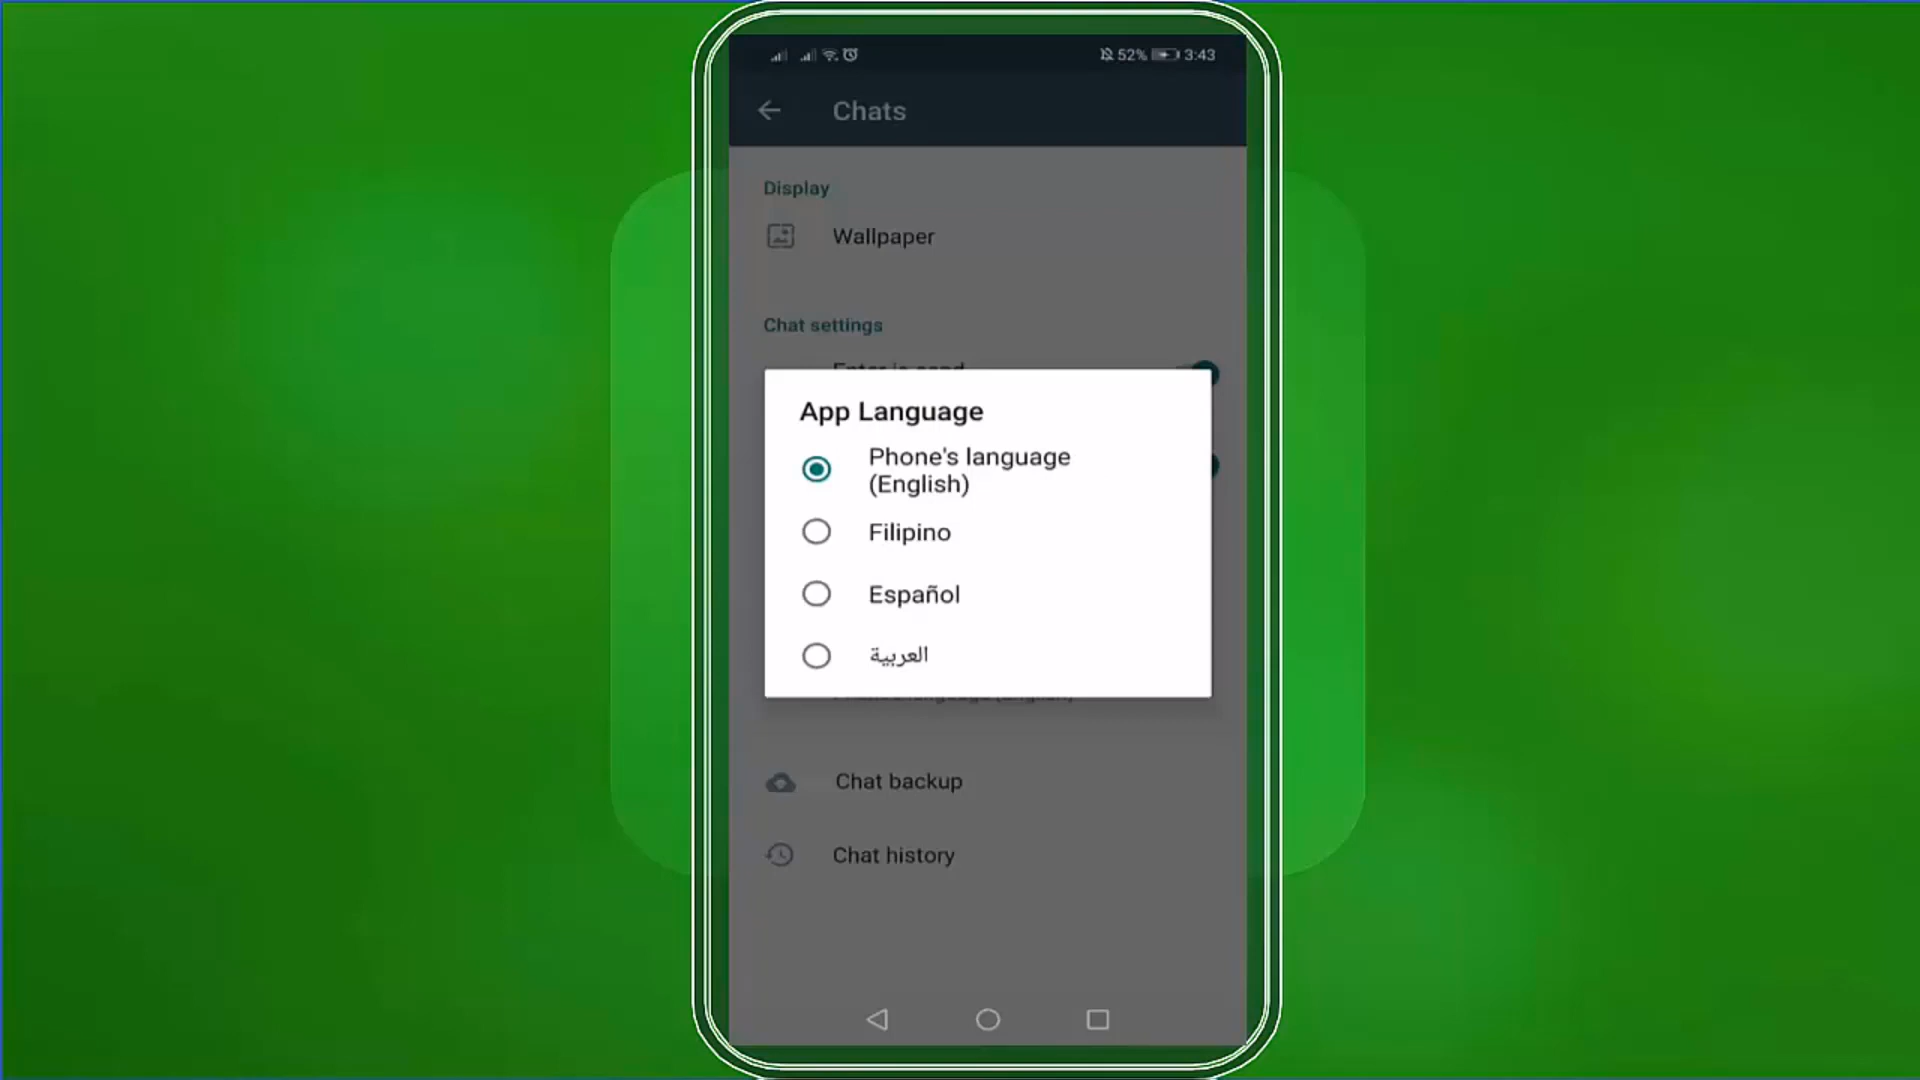 52% 3:43
Chats
Display
Wallpaper
Chat settings
App Language
Phone's language
(English)
Filipino
Español
العربية
Chat backup
Chat history